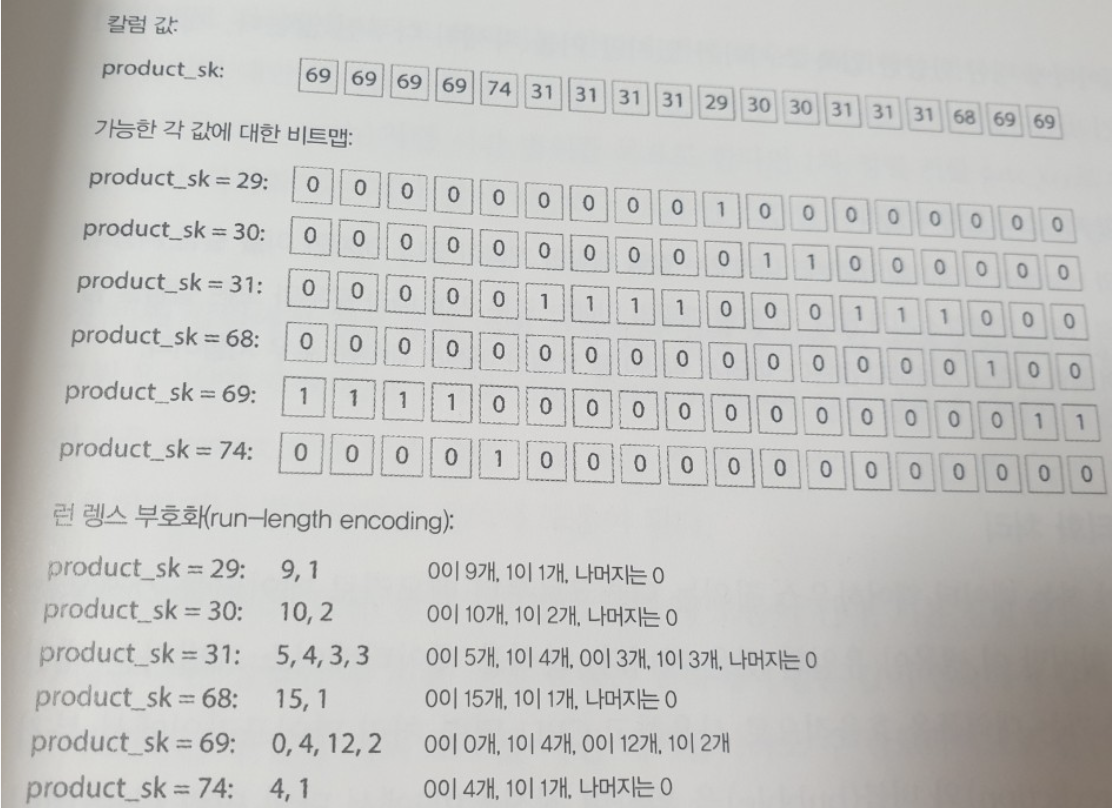 칼럼 값:
product_sk: 69 69 69 69 74 31 31 31 31 29 30 30 31 31 31 68 69 69
가능한 각 값에 대한 비트맵:
product_sk = 29: 0 0 0 0 0 0 0 0 0 1 0 0 0 0 0 0 0 0
product_sk = 30: 0 0 0 0 0 0 0 0 0 0 1 1 0 0 0 0 0 0
product_sk = 31: 0 0 0 0 0 1 1 1 1 0 0 0 1 1 1 0 0 0
product_sk = 68: 0 0 0 0 0 0 0 0 0 0 0 0 0 0 0 1 0 0
product_sk = 69: 1 1 1 1 0 0 0 0 0 0 0 0 0 0 0 0 1 1
product_sk = 74: 0 0 0 0 1 0 0 0 0 0 0 0 0 0 0 0 0 0
런 렝스 부호화(run-length encoding):
product_sk = 29: 9, 1 0이 9개, 1이 1개, 나머지는 0
product_sk = 30: 10, 2 0이 10개, 1이 2개, 나머지는 0
product_sk = 31: 5, 4, 3, 3 0이 5개, 1이 4개, 0이 3개, 1이 3개, 나머지는 0
product_sk = 68: 15, 1 0이 15개, 1이 1개, 나머지는 0
product_sk = 69: 0, 4, 12, 2 0이 0개, 1이 4개, 0이 12개, 1이 2개
product_sk = 74: 4, 1 0이 4개, 1이 1개, 나머지는 0